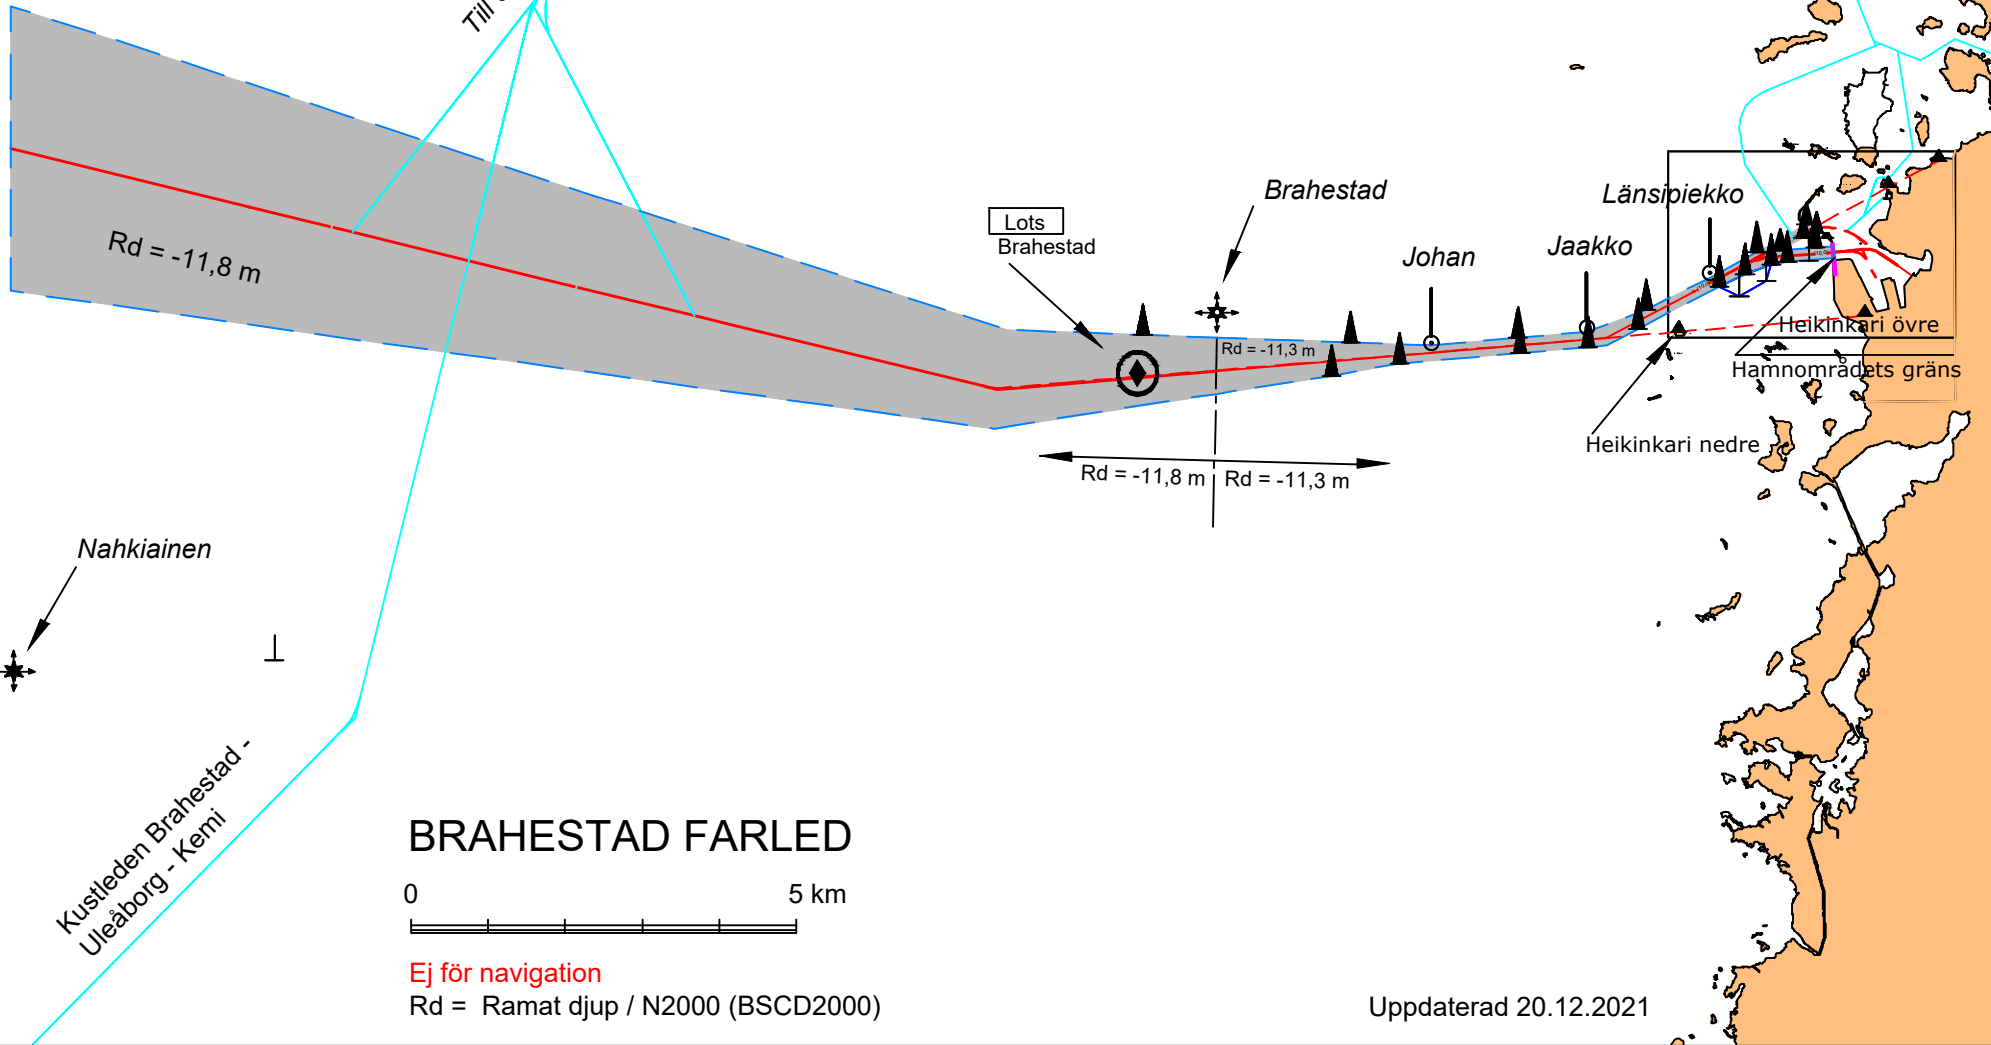 Till
Rd = -11,8 m
Lots
Brahestad
Brahestad
Länsipiekko
Johan
Jaakko
Rd = -11,3 m
Heikinkari övre
Hamnområdets gräns
Heikinkari nedre
Rd = -11,8 m
Rd = -11,3 m
Nahkiainen
Kustleden Brahestad -
Uleåborg - Kemi
BRAHESTAD FARLED
0 5 km
Ej för navigation
Rd = Ramat djup / N2000 (BSCD2000)
Uppdaterad 20.12.2021